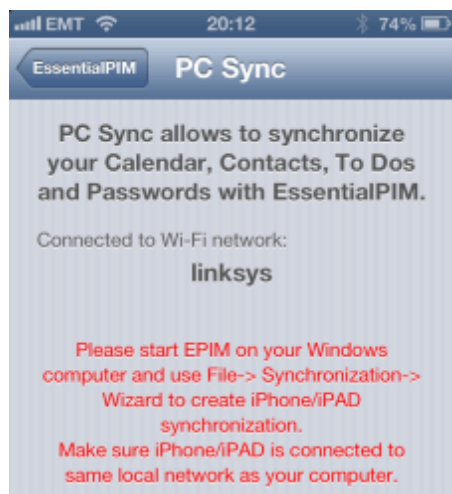 EMT 20:12 74%
EssentialPIM PC Sync
PC Sync allows to synchronize
your Calendar, Contacts, To Dos
and Passwords with EssentialPIM.
Connected to Wi-Fi network:
linksys
Please start EPIM on your Windows
computer and use File-> Synchronization->
Wizard to create iPhone/iPAD
synchronization.
Make sure iPhone/iPAD is connected to
same local network as your computer.